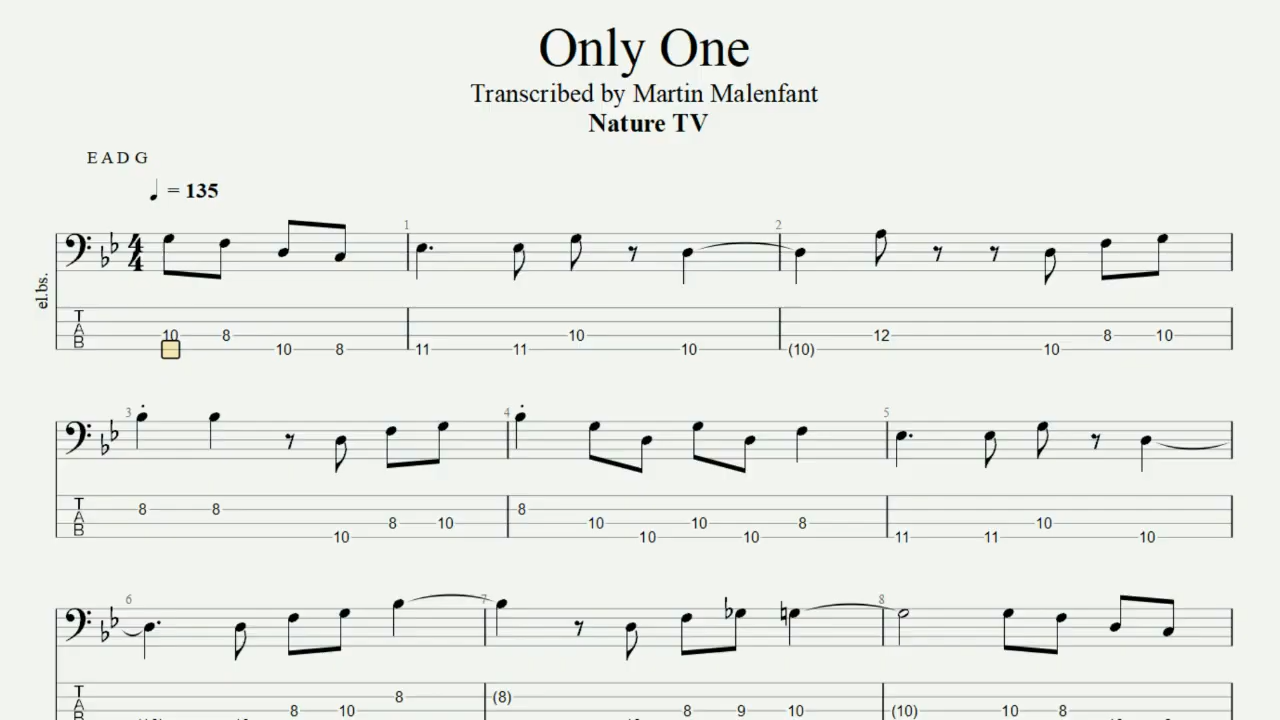 Only One
Transcribed by Martin Malenfant
Nature TV
E A D G
= 135
el.bs.
1 2
T A B
10 8 10 8 11 11 10 10 (10) 12 10 8 10
3 4 5
T A B
8 8 10 8 10 8 10 10 10 10 8 11 11 10 10
6 7 8
T
8 10 8 (8) 8 9 10 (10) 10 8